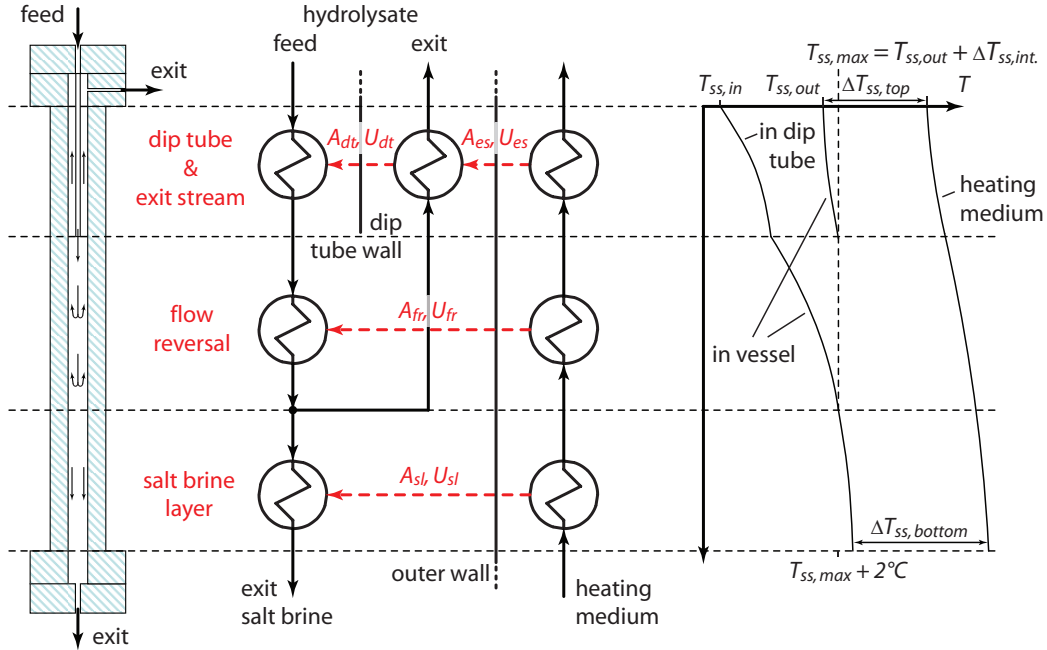 feed
exit
exit
hydrolysate
feed
exit
dip tube
&
exit stream
A_dt, U_dt
A_es, U_es
dip
tube wall
flow
reversal
A_fr, U_fr
salt brine
layer
A_sl, U_sl
exit
salt brine
outer wall
heating
medium
T_ss,max = T_ss,out + ΔT_ss,int.
T_ss,in
T_ss,out
ΔT_ss,top
T
in dip
tube
heating
medium
in vessel
ΔT_ss,bottom
T_ss,max + 2°C